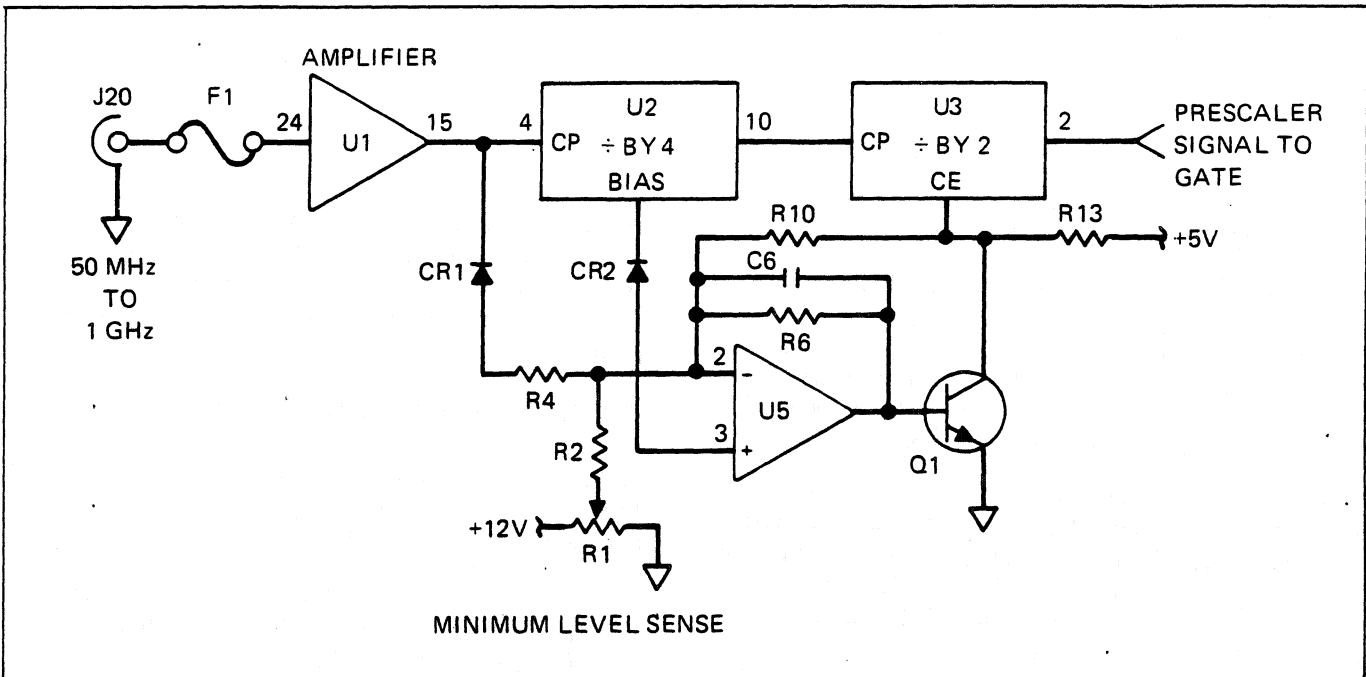 AMPLIFIER
J20
F1
24
U1
15
4
U2
CP
÷ BY 4
BIAS
10
U3
CP
÷ BY 2
CE
2
PRESCALER
SIGNAL TO
GATE
50 MHz
TO
1 GHz
CR1
CR2
R10
R13
+5V
C6
R6
R4
2
-
U5
3
+
R2
Q1
+12V
R1
MINIMUM LEVEL SENSE